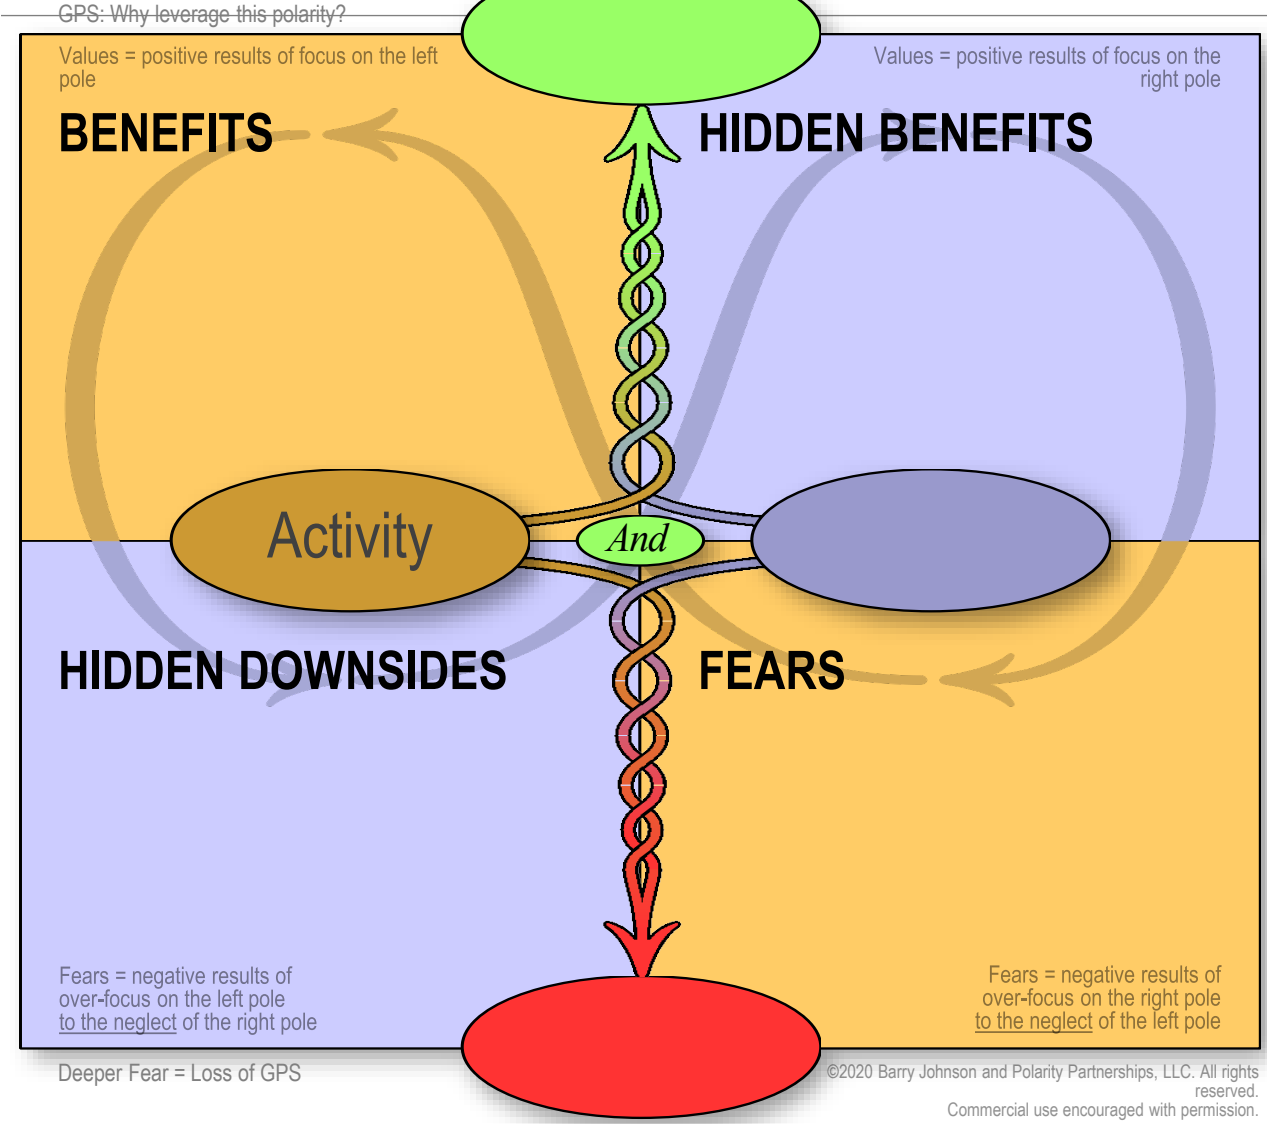 GPS: Why leverage this polarity?
Values = positive results of focus on the left
pole
Values = positive results of focus on the
right pole
BENEFITS
HIDDEN BENEFITS
Activity
And
HIDDEN DOWNSIDES
FEARS
Fears = negative results of
over-focus on the left pole
to the neglect of the right pole
Fears = negative results of
over-focus on the right pole
to the neglect of the left pole
Deeper Fear = Loss of GPS
©2020 Barry Johnson and Polarity Partnerships, LLC. All rights
reserved.
Commercial use encouraged with permission.